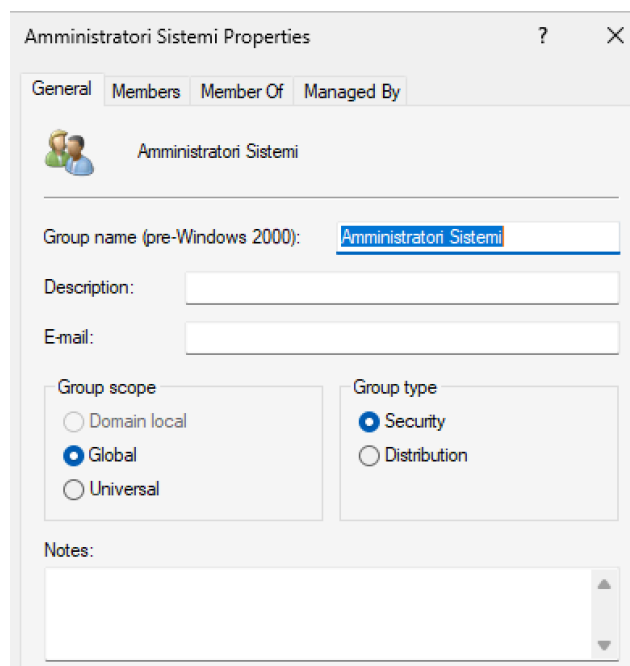 Amministratori Sistemi Properties ? X
General Members Member Of Managed By
Amministratori Sistemi
Group name (pre-Windows 2000): Amministratori Sistemi
Description:
E-mail:
Group scope
Domain local
Global
Universal
Group type
Security
Distribution
Notes: